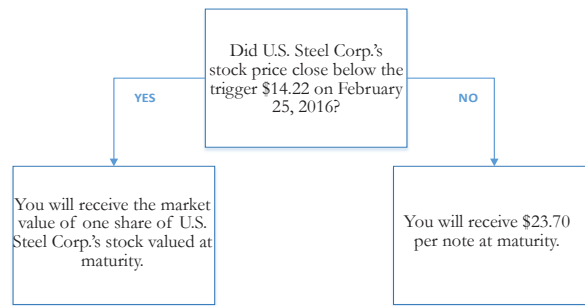 Did U.S. Steel Corp.'s
stock price close below the
trigger $14.22 on February
25, 2016?
YES
NO
You will receive the market
value of one share of U.S.
Steel Corp.'s stock valued at
maturity.
You will receive $23.70
per note at maturity.